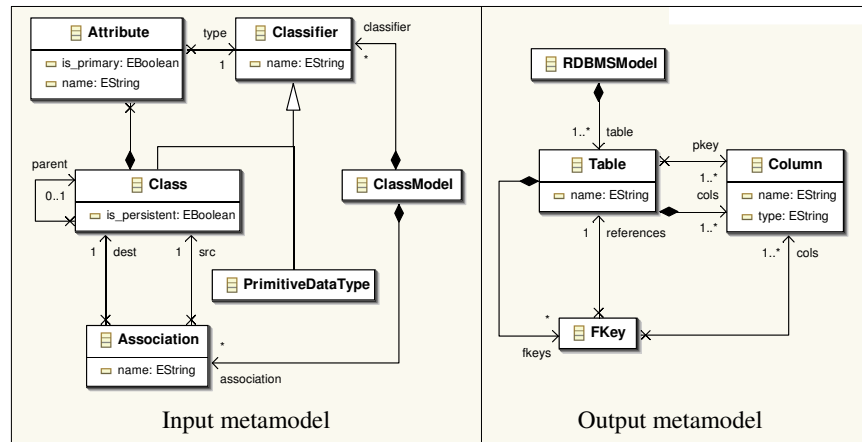 Attribute
is_primary: EBoolean
name: EString
type
1
Classifier
name: EString
classifier
*
parent
0..1
Class
is_persistent: EBoolean
ClassModel
1
dest
1
src
PrimitiveDataType
Association
name: EString
*
association
Input metamodel
RDBMSModel
1..*
table
Table
name: EString
pkey
1..*
cols
1..*
Column
name: EString
type: EString
1
references
1..*
cols
*
fkeys
FKey
Output metamodel